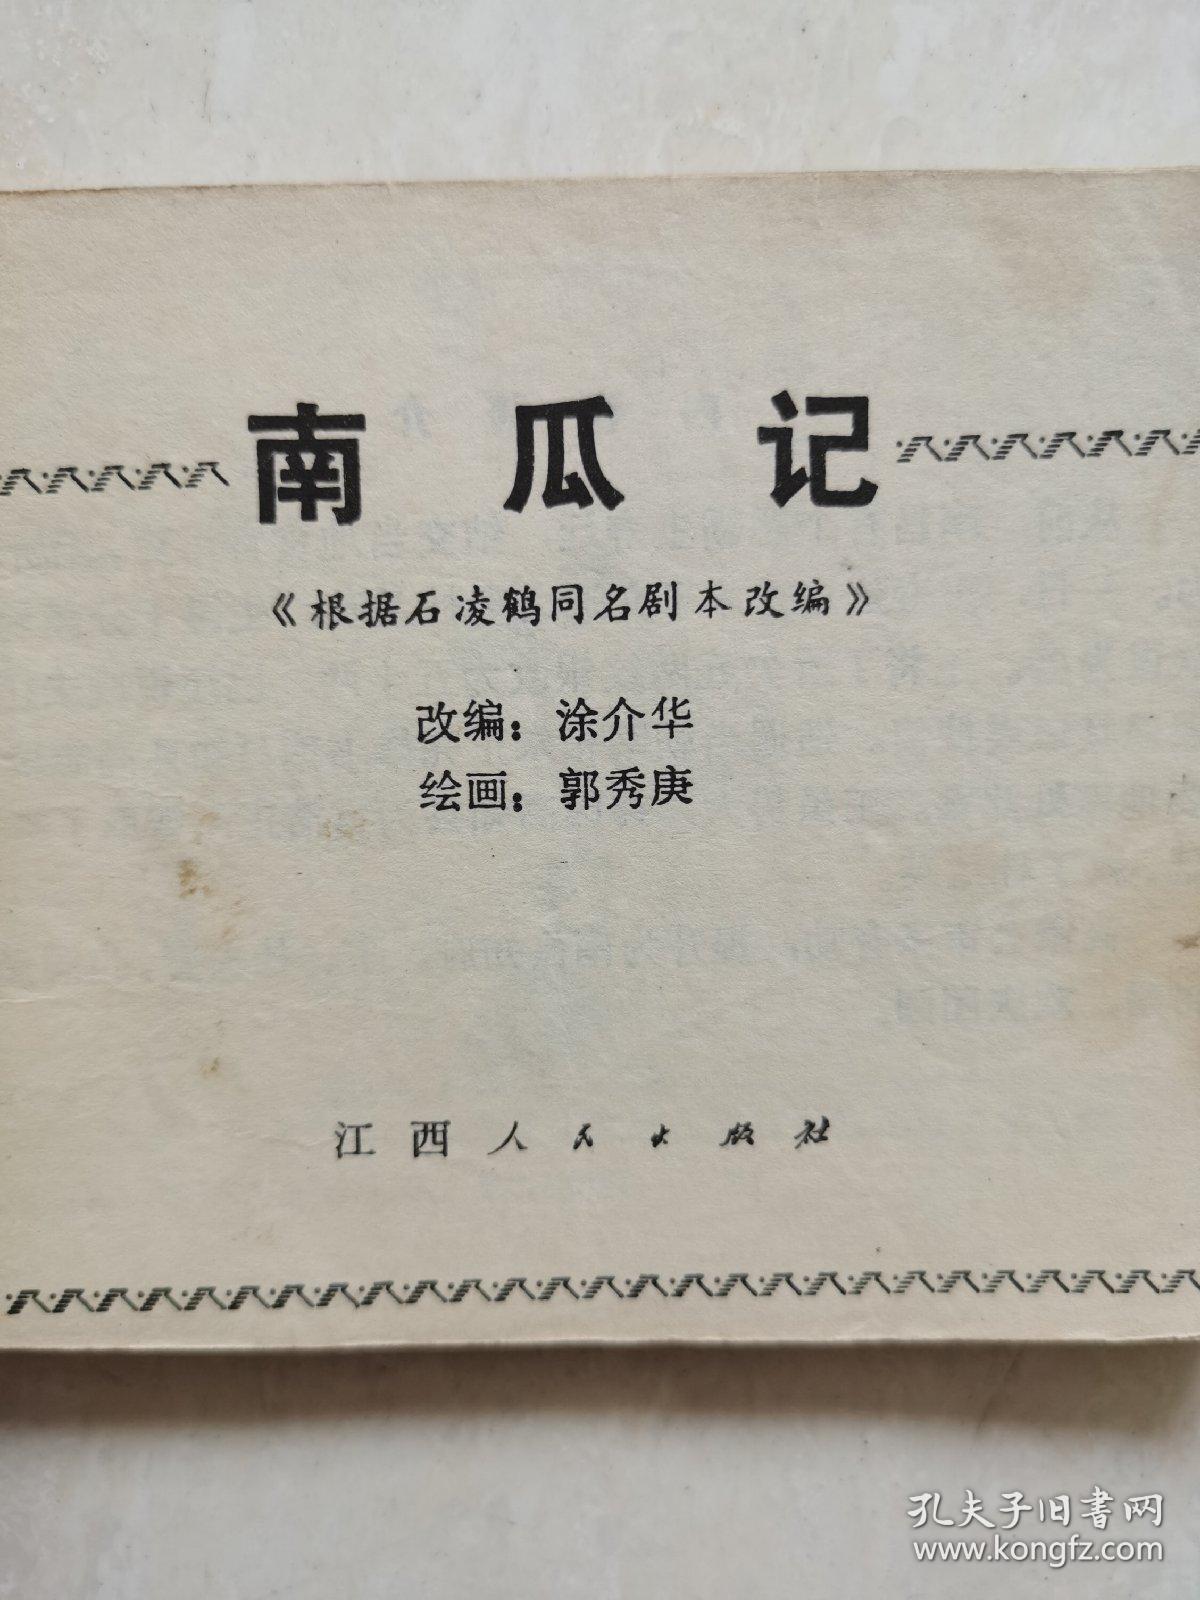 南瓜记
《根据石凌鹤同名剧本改编》
改编：涂介华
绘画：郭秀庚
江西人民出版社
孔夫子旧书网
www.kongfz.com